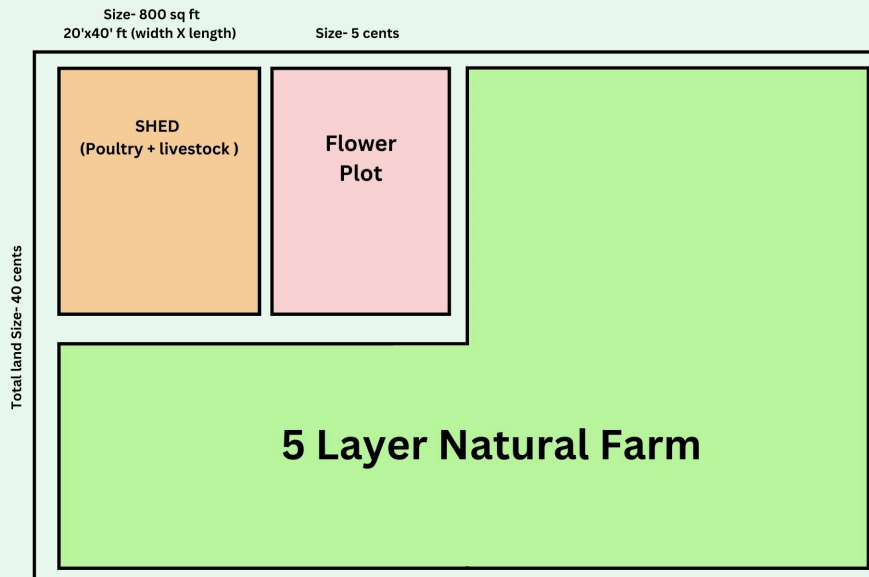 Size- 800 sq ft
20'x40' ft (width X length)
Size- 5 cents
SHED
(Poultry + livestock )
Flower
Plot
Total land Size- 40 cents
5 Layer Natural Farm